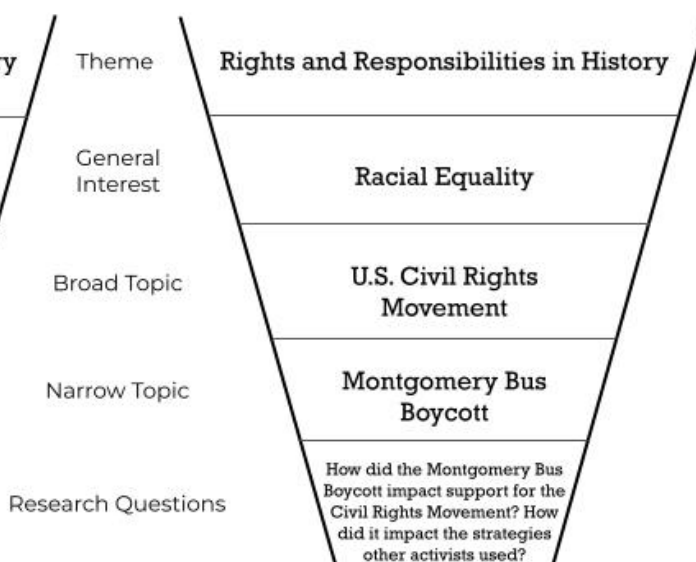 ry
Theme
Rights and Responsibilities in History
General
Interest
Racial Equality
Broad Topic
U.S. Civil Rights
Movement
Narrow Topic
Montgomery Bus
Boycott
Research Questions
How did the Montgomery Bus
Boycott impact support for the
Civil Rights Movement? How
did it impact the strategies
other activists used?